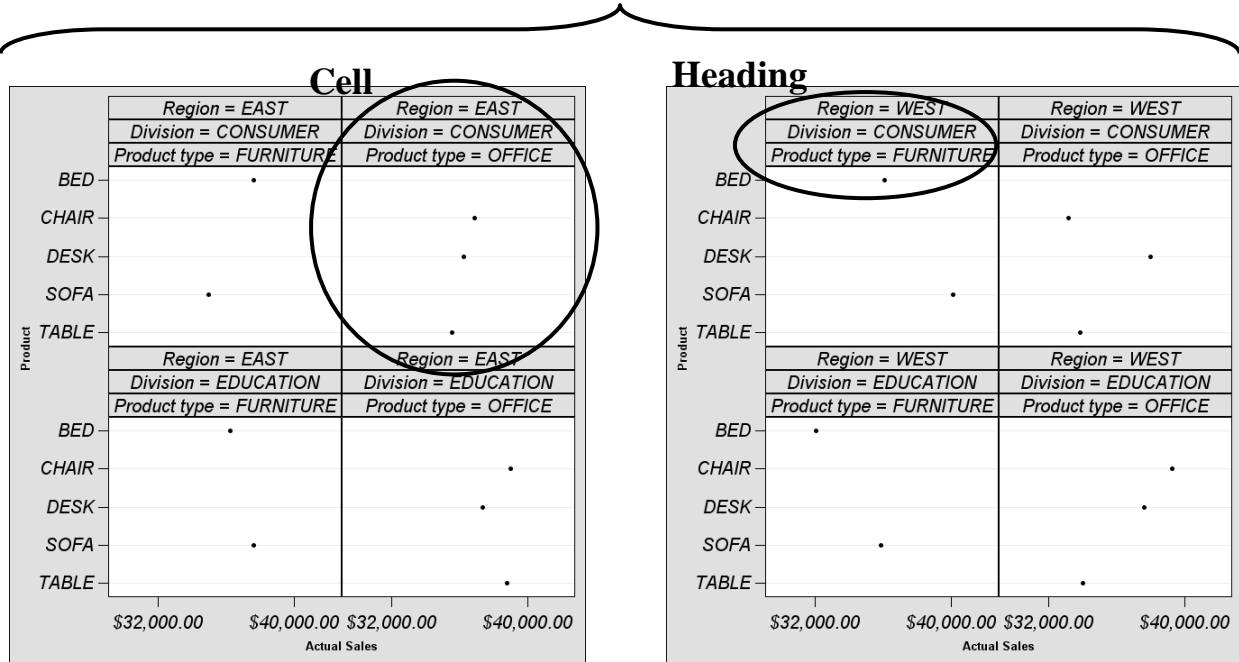 Cell
Heading
Region = EAST
Region = EAST
Division = CONSUMER
Division = CONSUMER
Product type = FURNITURE
Product type = OFFICE
BED
CHAIR
DESK
SOFA
TABLE
Product
Region = EAST
Region = EAST
Division = EDUCATION
Division = EDUCATION
Product type = FURNITURE
Product type = OFFICE
BED
CHAIR
DESK
SOFA
TABLE
$32,000.00 $40,000.00 $32,000.00 $40,000.00
Actual Sales
Region = WEST
Region = WEST
Division = CONSUMER
Division = CONSUMER
Product type = FURNITURE
Product type = OFFICE
BED
CHAIR
DESK
SOFA
TABLE
Product
Region = WEST
Region = WEST
Division = EDUCATION
Division = EDUCATION
Product type = FURNITURE
Product type = OFFICE
BED
CHAIR
DESK
SOFA
TABLE
$32,000.00 $40,000.00 $32,000.00 $40,000.00
Actual Sales